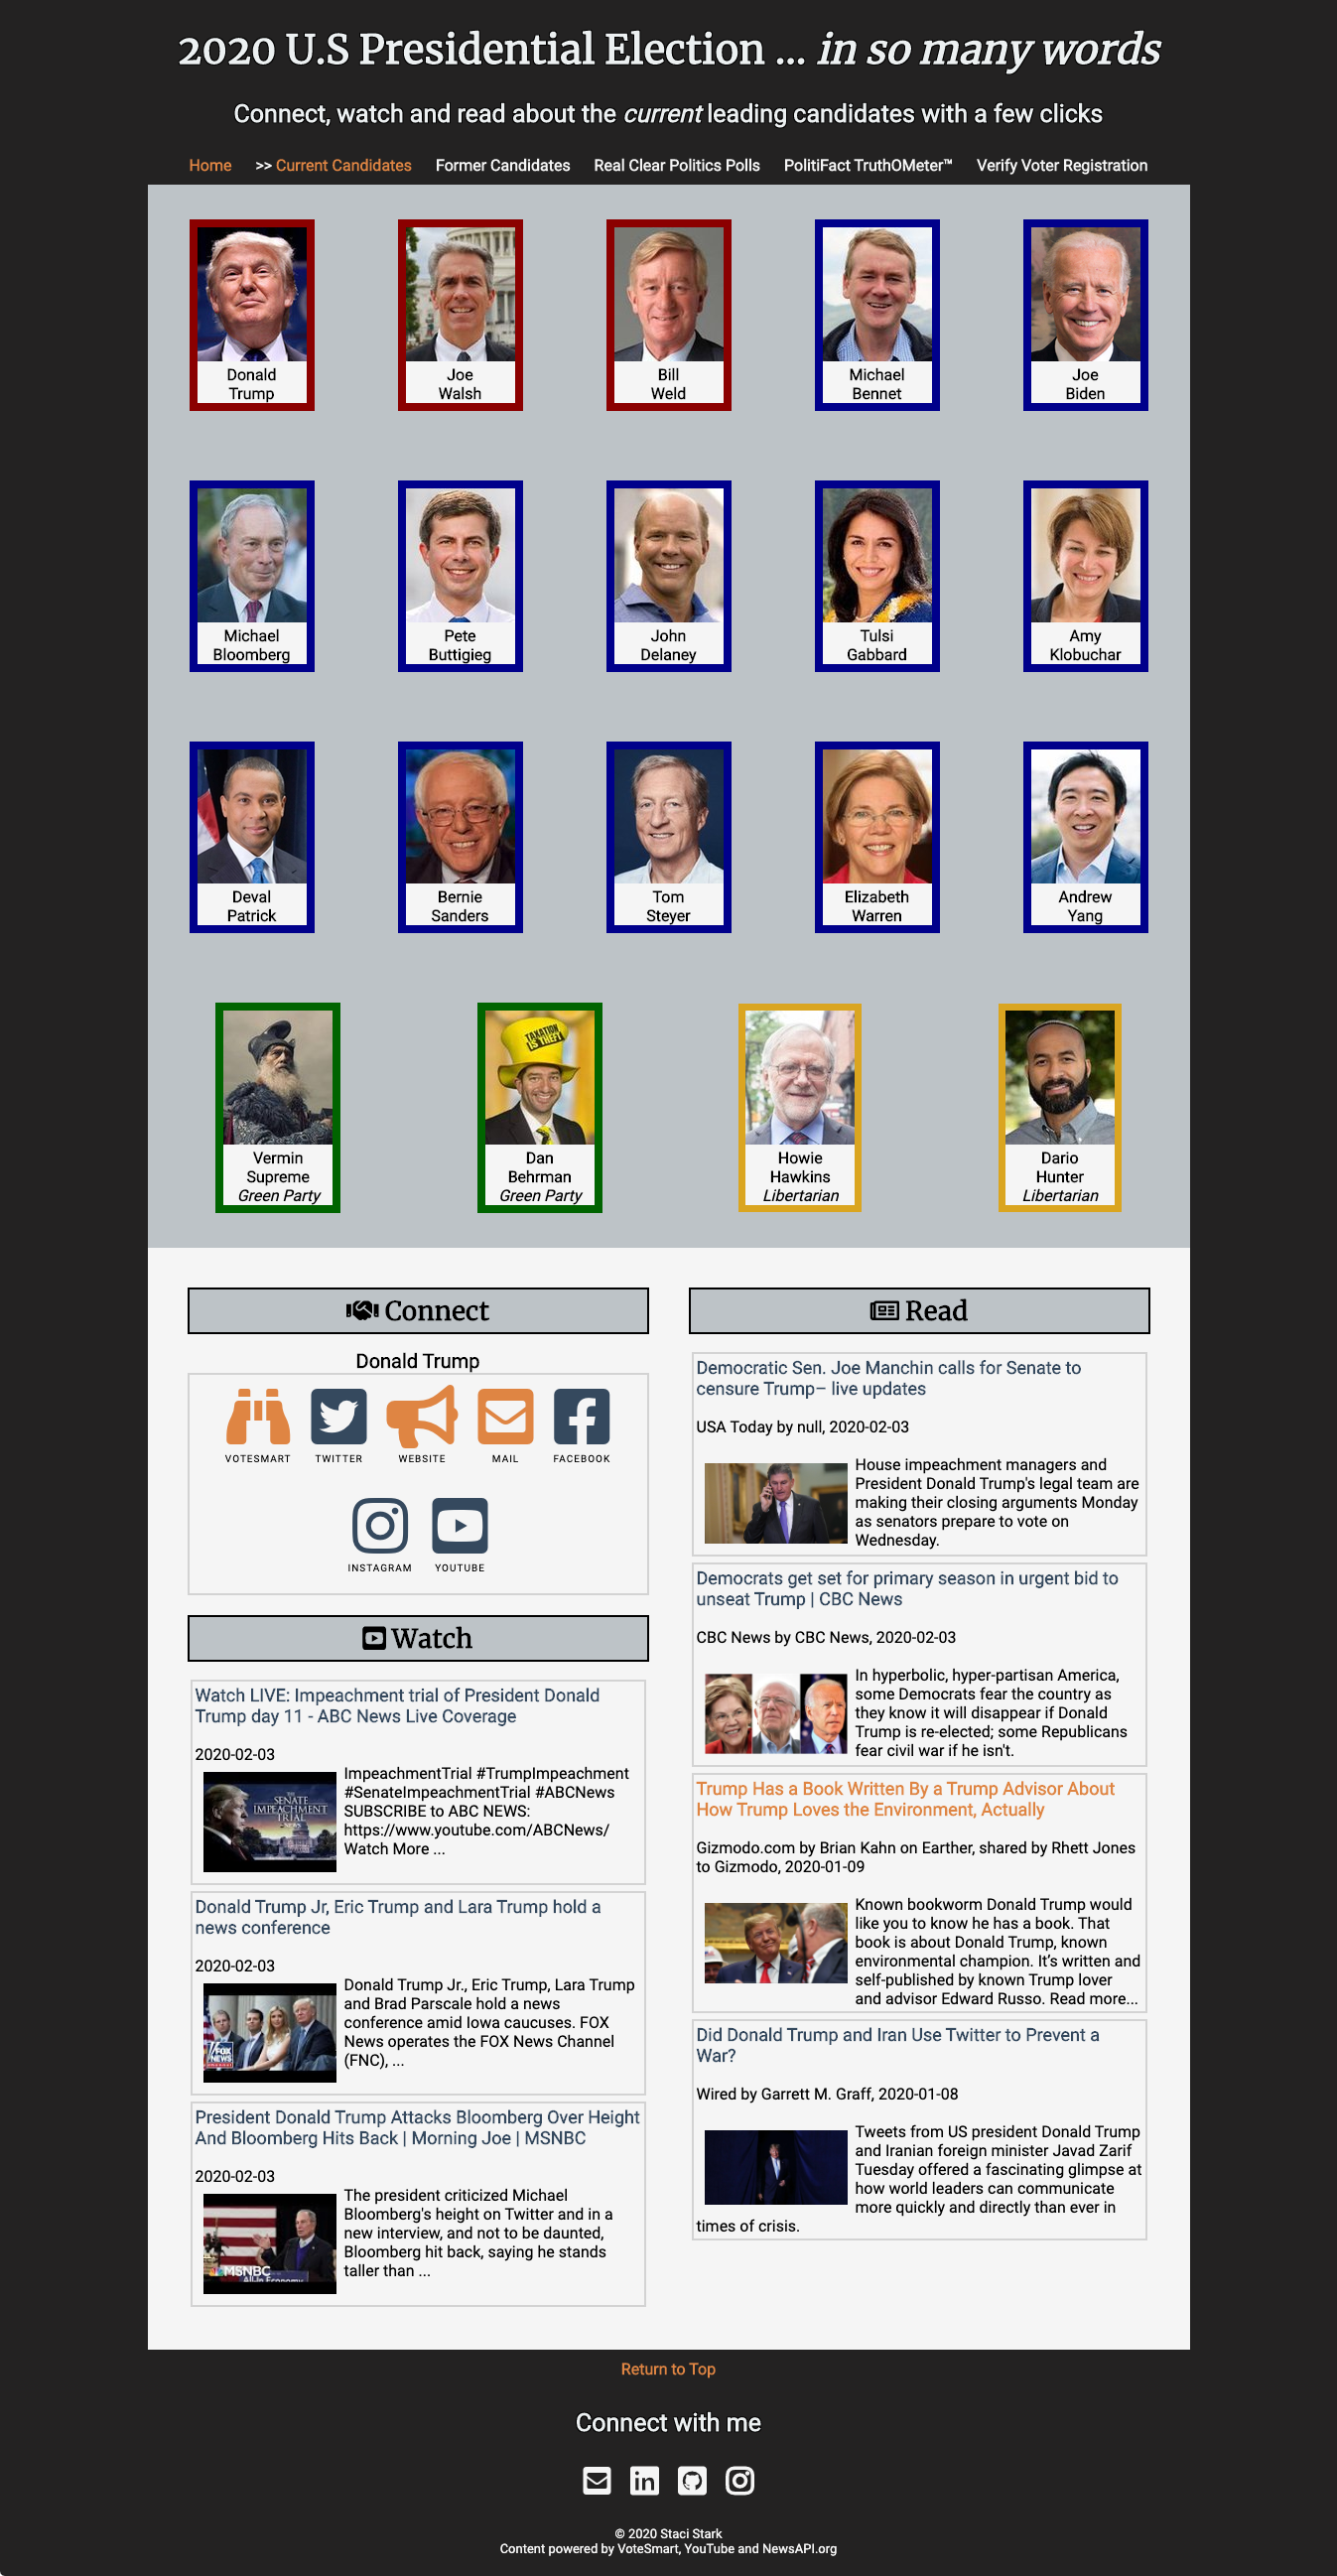 2020 U.S Presidential Election ... in so many words
Connect, watch and read about the current leading candidates with a few clicks
Home >> Current Candidates Former Candidates Real Clear Politics Polls PolitiFact TruthOMeter™ Verify Voter Registration
Donald
Trump
Joe
Walsh
Bill
Weld
Michael
Bennet
Joe
Biden
Michael
Bloomberg
Pete
Buttigieg
John
Delaney
Tulsi
Gabbard
Amy
Klobuchar
Deval
Patrick
Bernie
Sanders
Tom
Steyer
Elizabeth
Warren
Andrew
Yang
TAXATION
IS THEFT
Vermin
Supreme
Green Party
Dan
Behrman
Green Party
Howie
Hawkins
Libertarian
Dario
Hunter
Libertarian
Connect
Donald Trump
VOTESMART TWITTER WEBSITE MAIL FACEBOOK
INSTAGRAM YOUTUBE
Watch
Watch LIVE: Impeachment trial of President Donald
Trump day 11 - ABC News Live Coverage
2020-02-03
SENATE
IMPEACHMENT
TRIAL
ImpeachmentTrial #TrumpImpeachment
#SenateImpeachmentTrial #ABCNews
SUBSCRIBE to ABC NEWS:
https://www.youtube.com/ABCNews/
Watch More ...
Donald Trump Jr, Eric Trump and Lara Trump hold a
news conference
2020-02-03
FOX
NEWS
Donald Trump Jr., Eric Trump, Lara Trump
and Brad Parscale hold a news
conference amid Iowa caucuses. FOX
News operates the FOX News Channel
(FNC), ...
President Donald Trump Attacks Bloomberg Over Height
And Bloomberg Hits Back | Morning Joe | MSNBC
2020-02-03
MSNBC
All-In Economy
The president criticized Michael
Bloomberg's height on Twitter and in a
new interview, and not to be daunted,
Bloomberg hit back, saying he stands
taller than ...
Read
Democratic Sen. Joe Manchin calls for Senate to
censure Trump– live updates
USA Today by null, 2020-02-03
House impeachment managers and
President Donald Trump's legal team are
making their closing arguments Monday
as senators prepare to vote on
Wednesday.
Democrats get set for primary season in urgent bid to
unseat Trump | CBC News
CBC News by CBC News, 2020-02-03
In hyperbolic, hyper-partisan America,
some Democrats fear the country as
they know it will disappear if Donald
Trump is re-elected; some Republicans
fear civil war if he isn't.
Trump Has a Book Written By a Trump Advisor About
How Trump Loves the Environment, Actually
Gizmodo.com by Brian Kahn on Earther, shared by Rhett Jones
to Gizmodo, 2020-01-09
Known bookworm Donald Trump would
like you to know he has a book. That
book is about Donald Trump, known
environmental champion. It’s written and
self-published by known Trump lover
and advisor Edward Russo. Read more...
Did Donald Trump and Iran Use Twitter to Prevent a
War?
Wired by Garrett M. Graff, 2020-01-08
Tweets from US president Donald Trump
and Iranian foreign minister Javad Zarif
Tuesday offered a fascinating glimpse at
how world leaders can communicate
more quickly and directly than ever in
times of crisis.
Return to Top
Connect with me
© 2020 Staci Stark
Content powered by VoteSmart, YouTube and NewsAPI.org